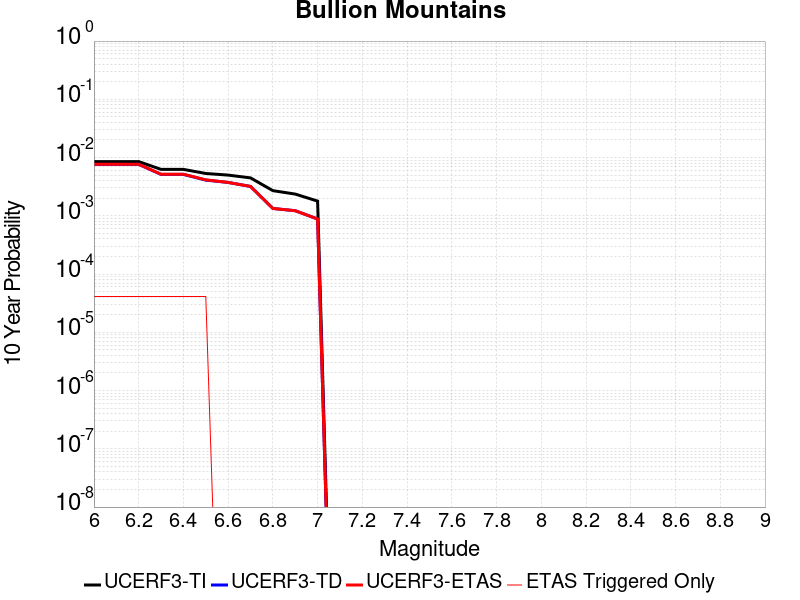 Bullion Mountains
10 0
10 -1
10 -2
10 -3
10 -4
10 -5
10 -6
10 -7
10 -8
10 Year Probability
6 6.2 6.4 6.6 6.8 7 7.2 7.4 7.6 7.8 8 8.2 8.4 8.6 8.8 9
Magnitude
UCERF3-TI UCERF3-TD UCERF3-ETAS ETAS Triggered Only